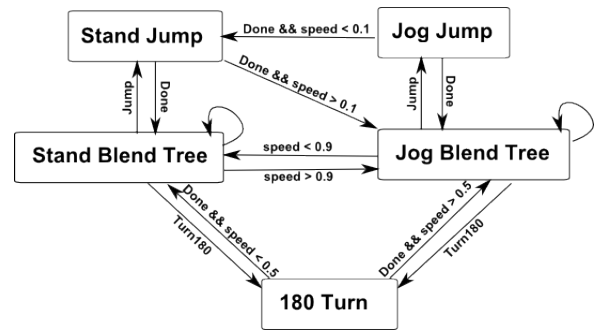 Stand Jump
Done && speed < 0.1
Jog Jump
Done && speed > 0.1
Jump
Done
Jump
Done
Stand Blend Tree
speed < 0.9
speed > 0.9
Jog Blend Tree
Turn180
Done && speed < 0.5
Done && speed > 0.5
Turn180
180 Turn